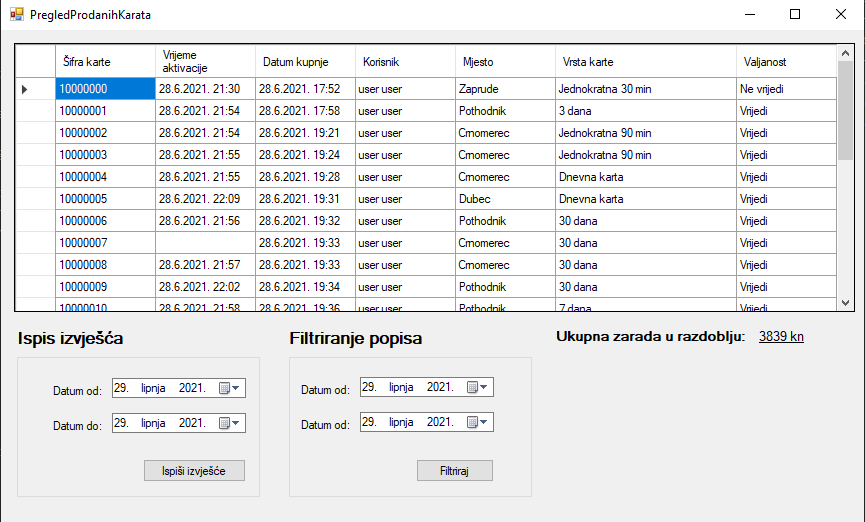 PregledProdanihKarata
Šifra karte Vrijeme aktivacije Datum kupnje Korisnik Mjesto Vrsta karte Valjanost
10000000 28.6.2021. 21:30 28.6.2021. 17:52 user user Zaprude Jednokratna 30 min Ne vrijedi
10000001 28.6.2021. 21:54 28.6.2021. 17:58 user user Pothodnik 3 dana Vrijedi
10000002 28.6.2021. 21:54 28.6.2021. 19:21 user user Crnomerec Jednokratna 90 min Vrijedi
10000003 28.6.2021. 21:55 28.6.2021. 19:24 user user Crnomerec Jednokratna 90 min Vrijedi
10000004 28.6.2021. 21:55 28.6.2021. 19:28 user user Crnomerec Dnevna karta Vrijedi
10000005 28.6.2021. 22:09 28.6.2021. 19:31 user user Dubec Dnevna karta Vrijedi
10000006 28.6.2021. 21:56 28.6.2021. 19:32 user user Pothodnik 30 dana Vrijedi
10000007 28.6.2021. 19:33 user user Crnomerec 30 dana Vrijedi
10000008 28.6.2021. 21:57 28.6.2021. 19:33 user user Crnomerec 30 dana Vrijedi
10000009 28.6.2021. 22:02 28.6.2021. 19:34 user user Pothodnik 30 dana Vrijedi
10000010 28.6.2021. 21:58 28.6.2021. 19:36 user user Pothodnik 7 dana Vrijedi
Ispis izvješća
Datum od: 29. lipnja 2021.
Datum do: 29. lipnja 2021.
Ispiši izvješće
Filtriranje popisa
Datum od: 29. lipnja 2021.
Datum od: 29. lipnja 2021.
Filtriraj
Ukupna zarada u razdoblju: 3839 kn